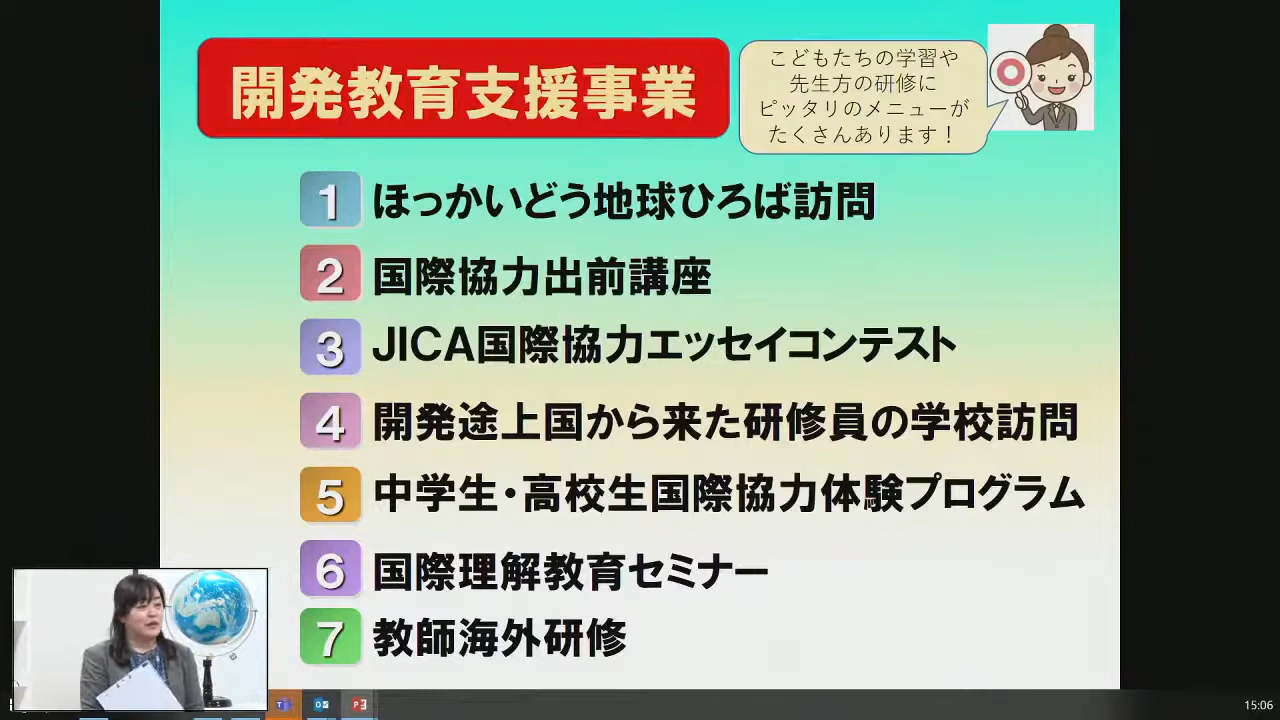 開発教育支援事業
こどもたちの学習や
先生方の研修に
ピッタリのメニューが
たくさんあります！
1 ほっかいどう地球ひろば訪問
2 国際協力出前講座
3 JICA国際協力エッセイコンテスト
4 開発途上国から来た研修員の学校訪問
5 中学生・高校生国際協力体験プログラム
6 国際理解教育セミナー
7 教師海外研修
15:06